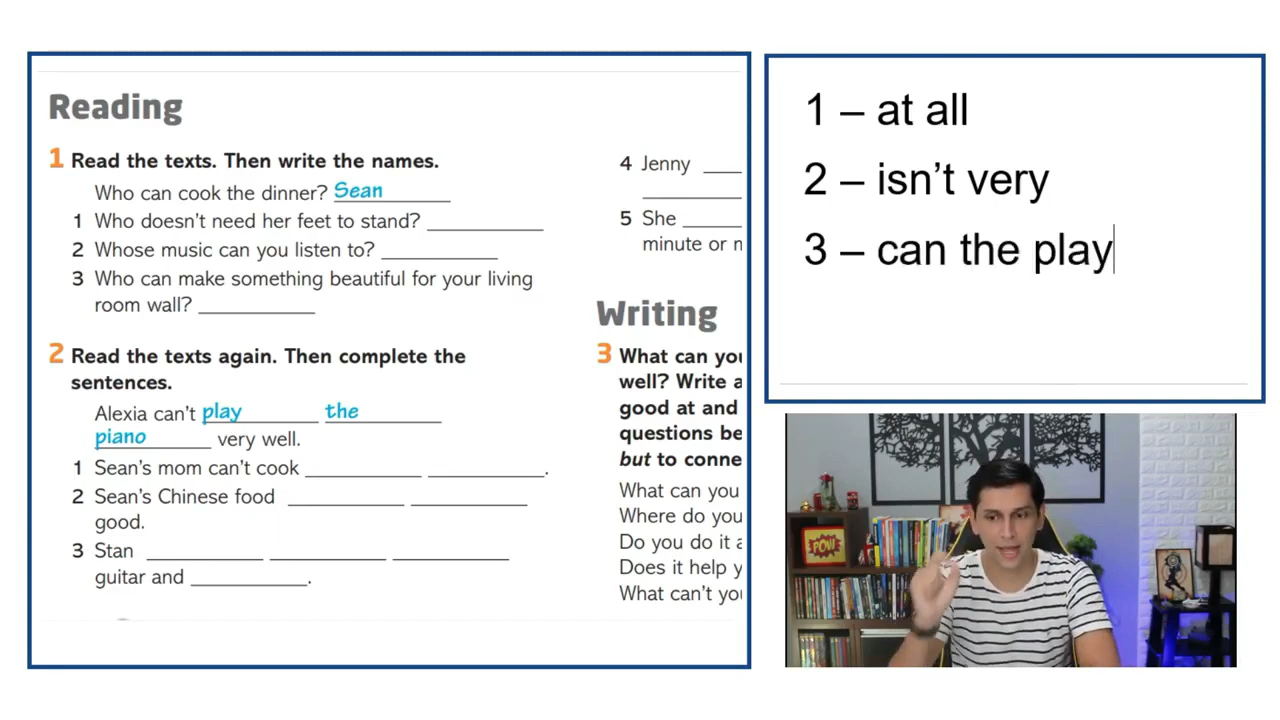 Reading
1 Read the texts. Then write the names.
Who can cook the dinner? Sean
1 Who doesn't need her feet to stand?
2 Whose music can you listen to?
3 Who can make something beautiful for your living
room wall?
2 Read the texts again. Then complete the
sentences.
Alexia can't play the
piano very well.
1 Sean's mom can't cook .
2 Sean's Chinese food
good.
3 Stan
guitar and .
4 Jenny
5 She
minute or m
Writing
3 What can you
well? Write a
good at and
questions be
but to conne
What can you
Where do you
Do you do it a
Does it help y
What can't you
1 – at all
2 – isn't very
3 – can the play
POW!